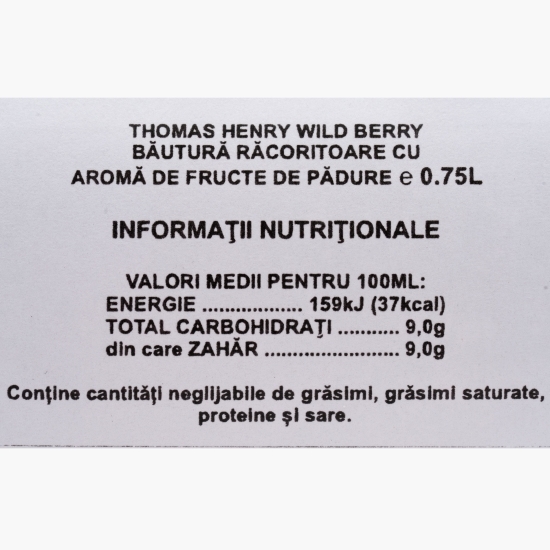 THOMAS HENRY WILD BERRY
BĂUTURĂ RĂCORITOARE CU
AROMĂ DE FRUCTE DE PĂDURE ℮ 0.75L
INFORMAŢII NUTRIŢIONALE
VALORI MEDII PENTRU 100ML:
ENERGIE .................. 159kJ (37kcal)
TOTAL CARBOHIDRAŢI ........... 9,0g
din care ZAHĂR ........................ 9,0g
Conţine cantităţi neglijabile de grăsimi, grăsimi saturate,
proteine şi sare.